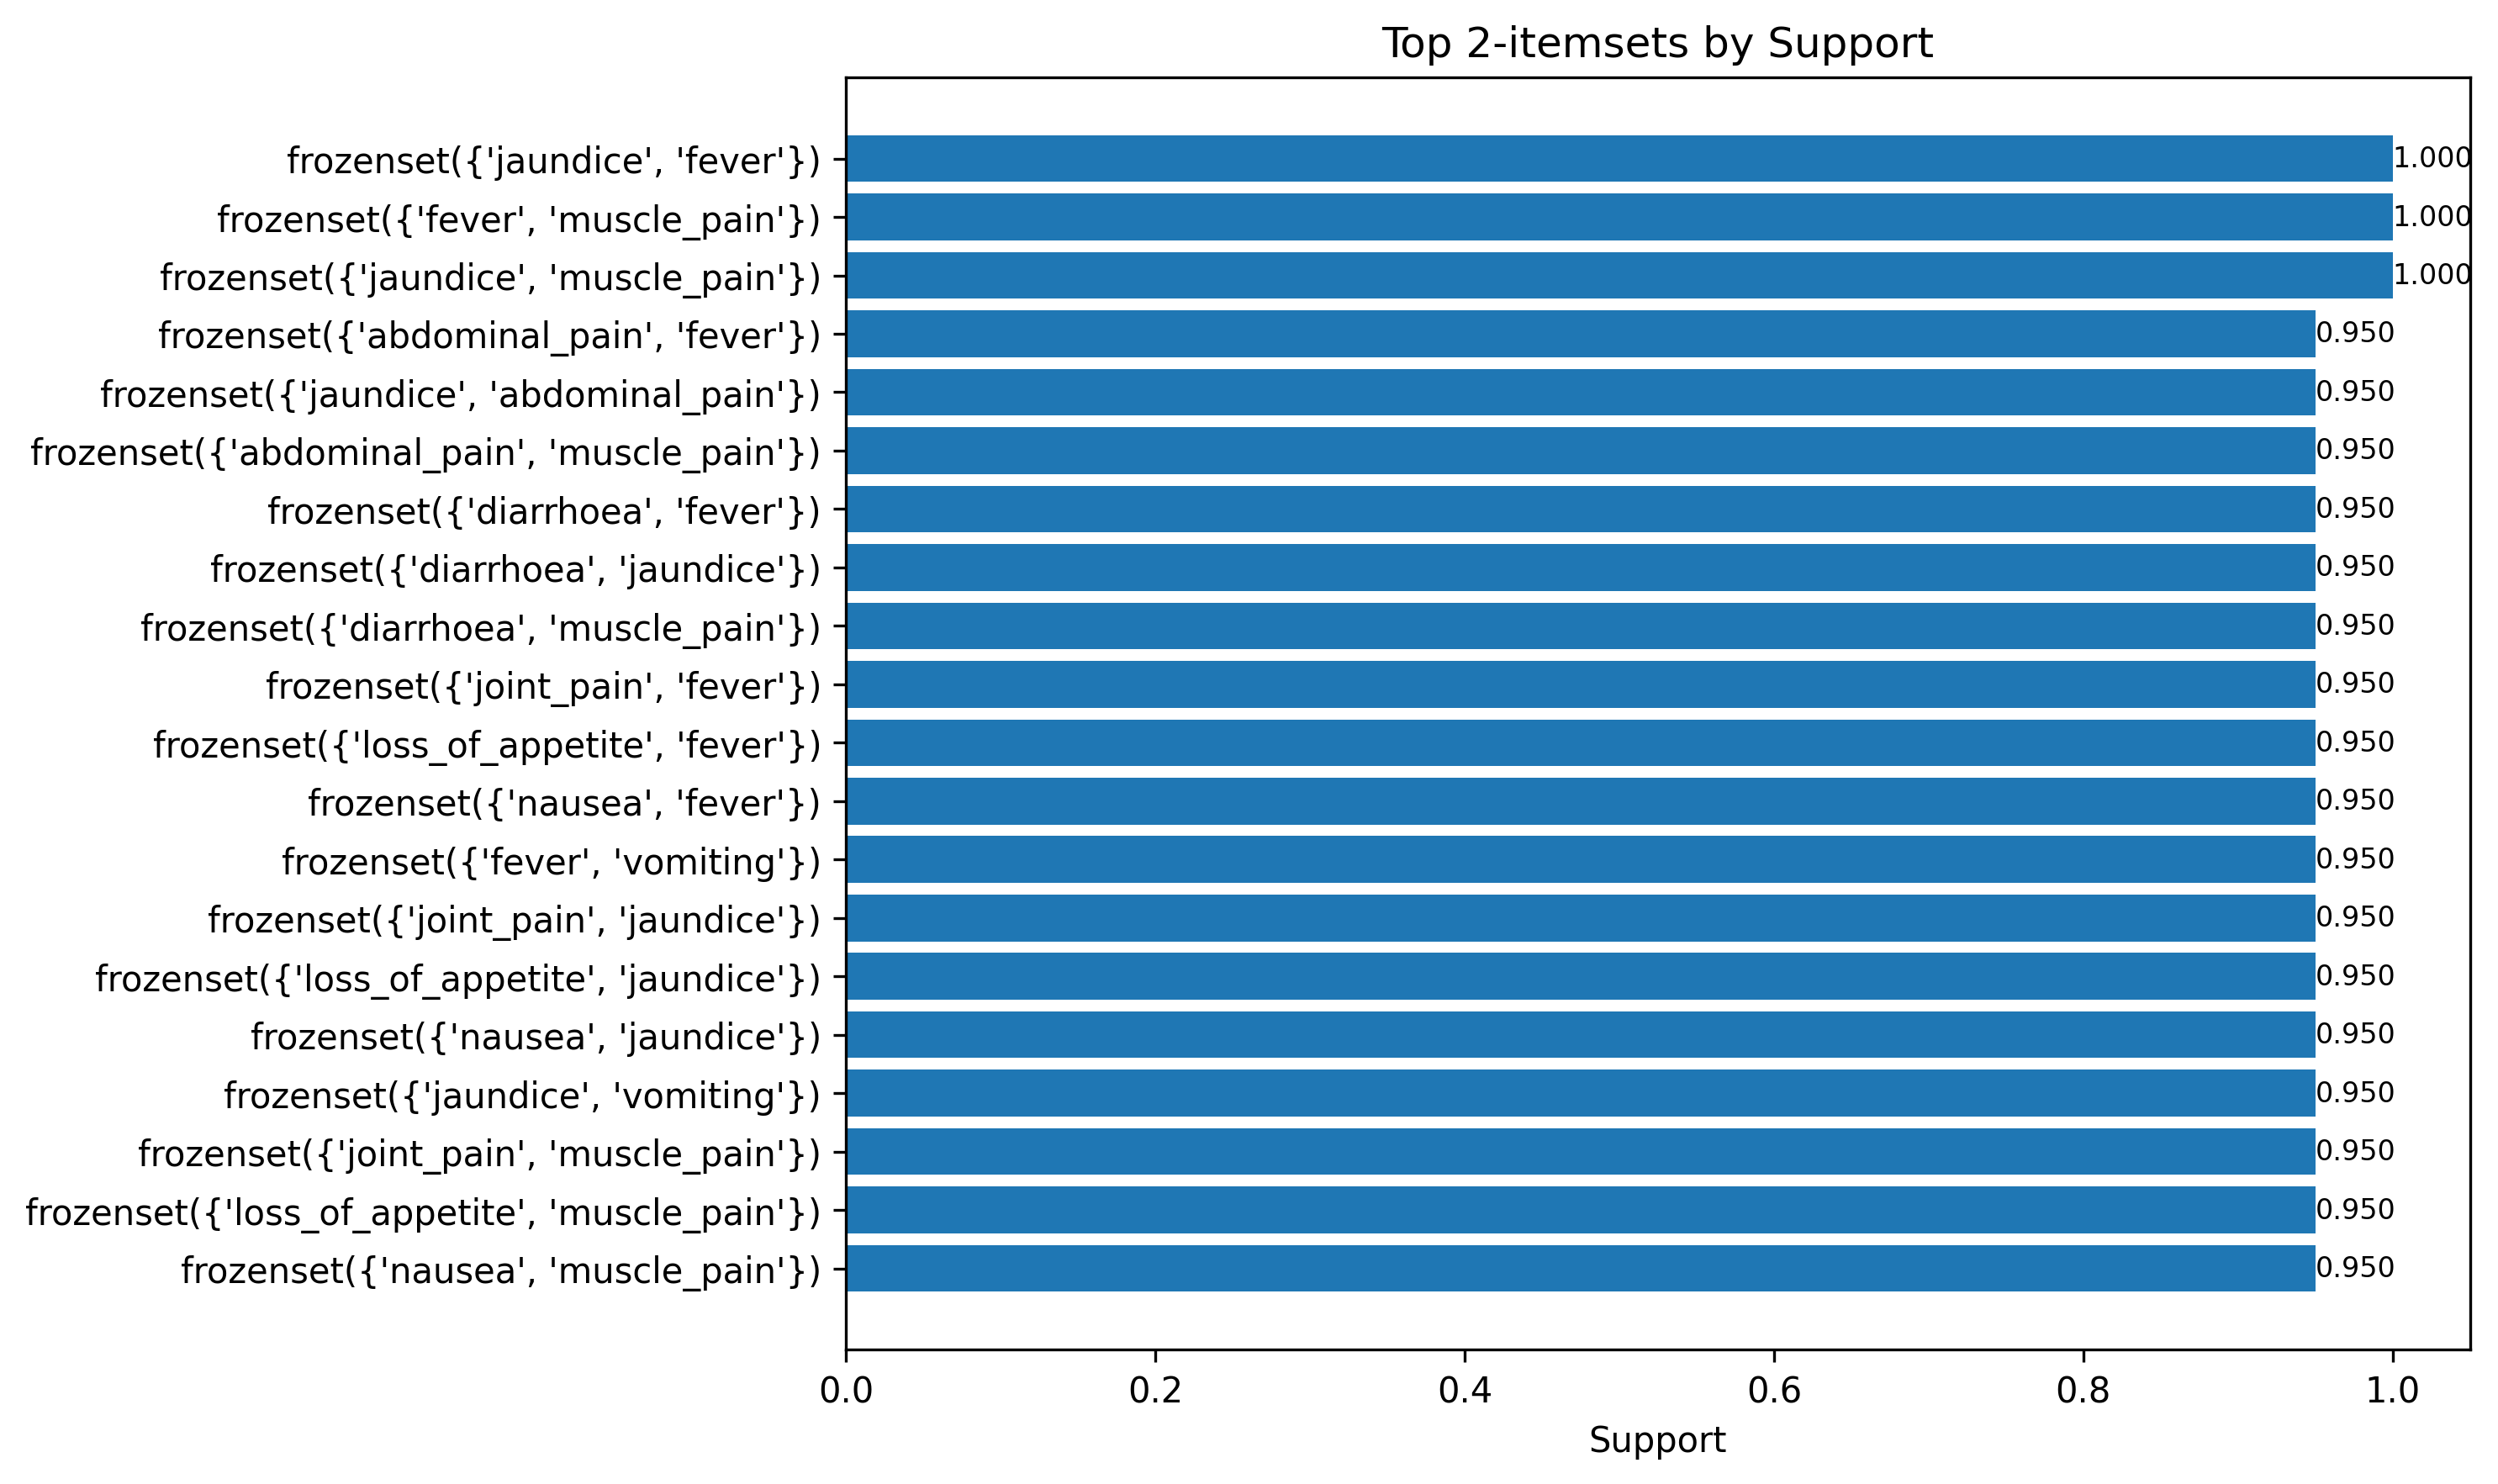 Top 2-itemsets by Support
frozenset({'jaundice', 'fever'})
1.000
frozenset({'fever', 'muscle_pain'})
1.000
frozenset({'jaundice', 'muscle_pain'})
1.000
frozenset({'abdominal_pain', 'fever'})
0.950
frozenset({'jaundice', 'abdominal_pain'})
0.950
frozenset({'abdominal_pain', 'muscle_pain'})
0.950
frozenset({'diarrhoea', 'fever'})
0.950
frozenset({'diarrhoea', 'jaundice'})
0.950
frozenset({'diarrhoea', 'muscle_pain'})
0.950
frozenset({'joint_pain', 'fever'})
0.950
frozenset({'loss_of_appetite', 'fever'})
0.950
frozenset({'nausea', 'fever'})
0.950
frozenset({'fever', 'vomiting'})
0.950
frozenset({'joint_pain', 'jaundice'})
0.950
frozenset({'loss_of_appetite', 'jaundice'})
0.950
frozenset({'nausea', 'jaundice'})
0.950
frozenset({'jaundice', 'vomiting'})
0.950
frozenset({'joint_pain', 'muscle_pain'})
0.950
frozenset({'loss_of_appetite', 'muscle_pain'})
0.950
frozenset({'nausea', 'muscle_pain'})
0.950
0.0 0.2 0.4 0.6 0.8 1.0
Support